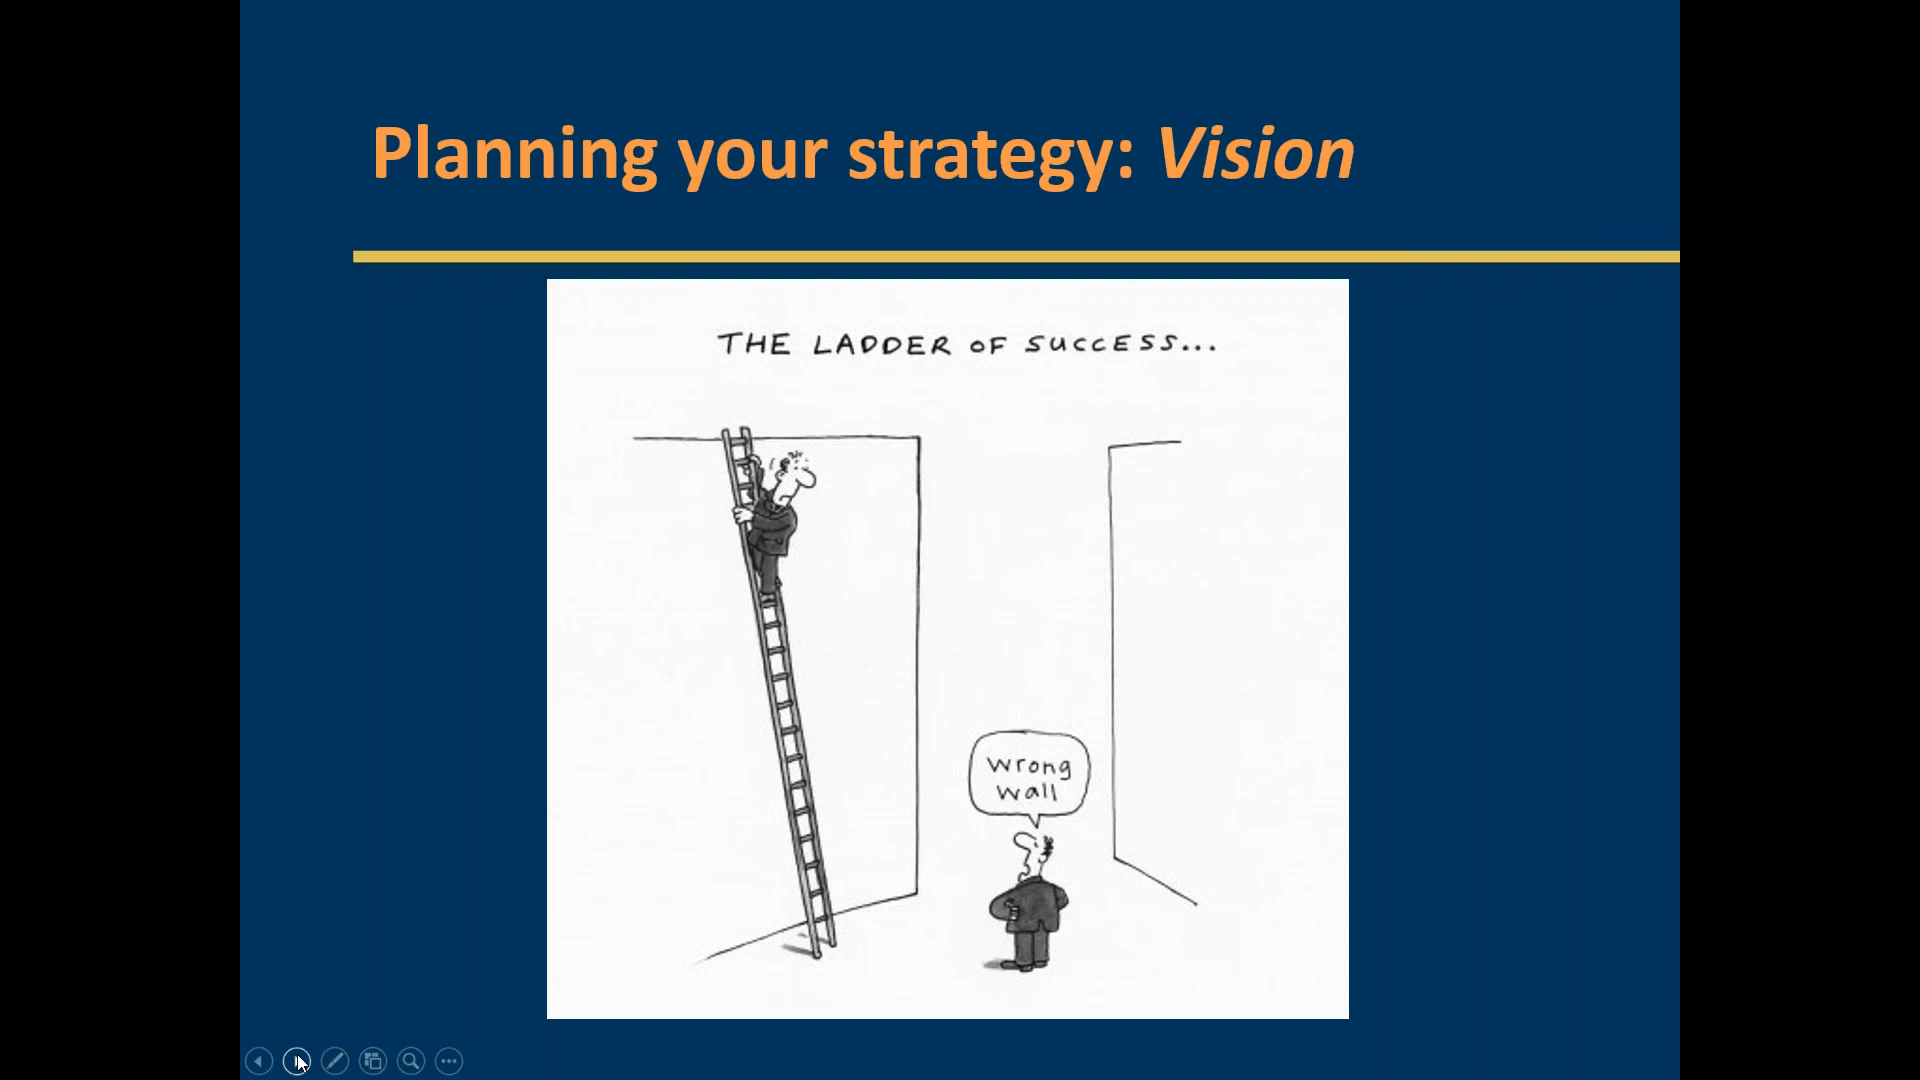 Planning your strategy: Vision
THE LADDER OF SUCCESS...
wrong
wall